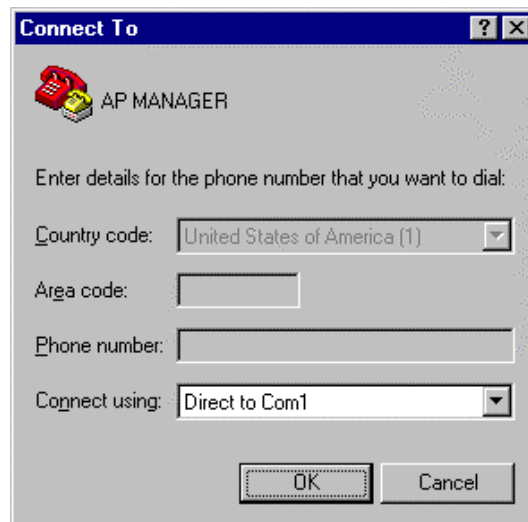 Connect To
AP MANAGER
Enter details for the phone number that you want to dial:
Country code: United States of America (1)
Area code:
Phone number:
Connect using: Direct to Com1
OK Cancel